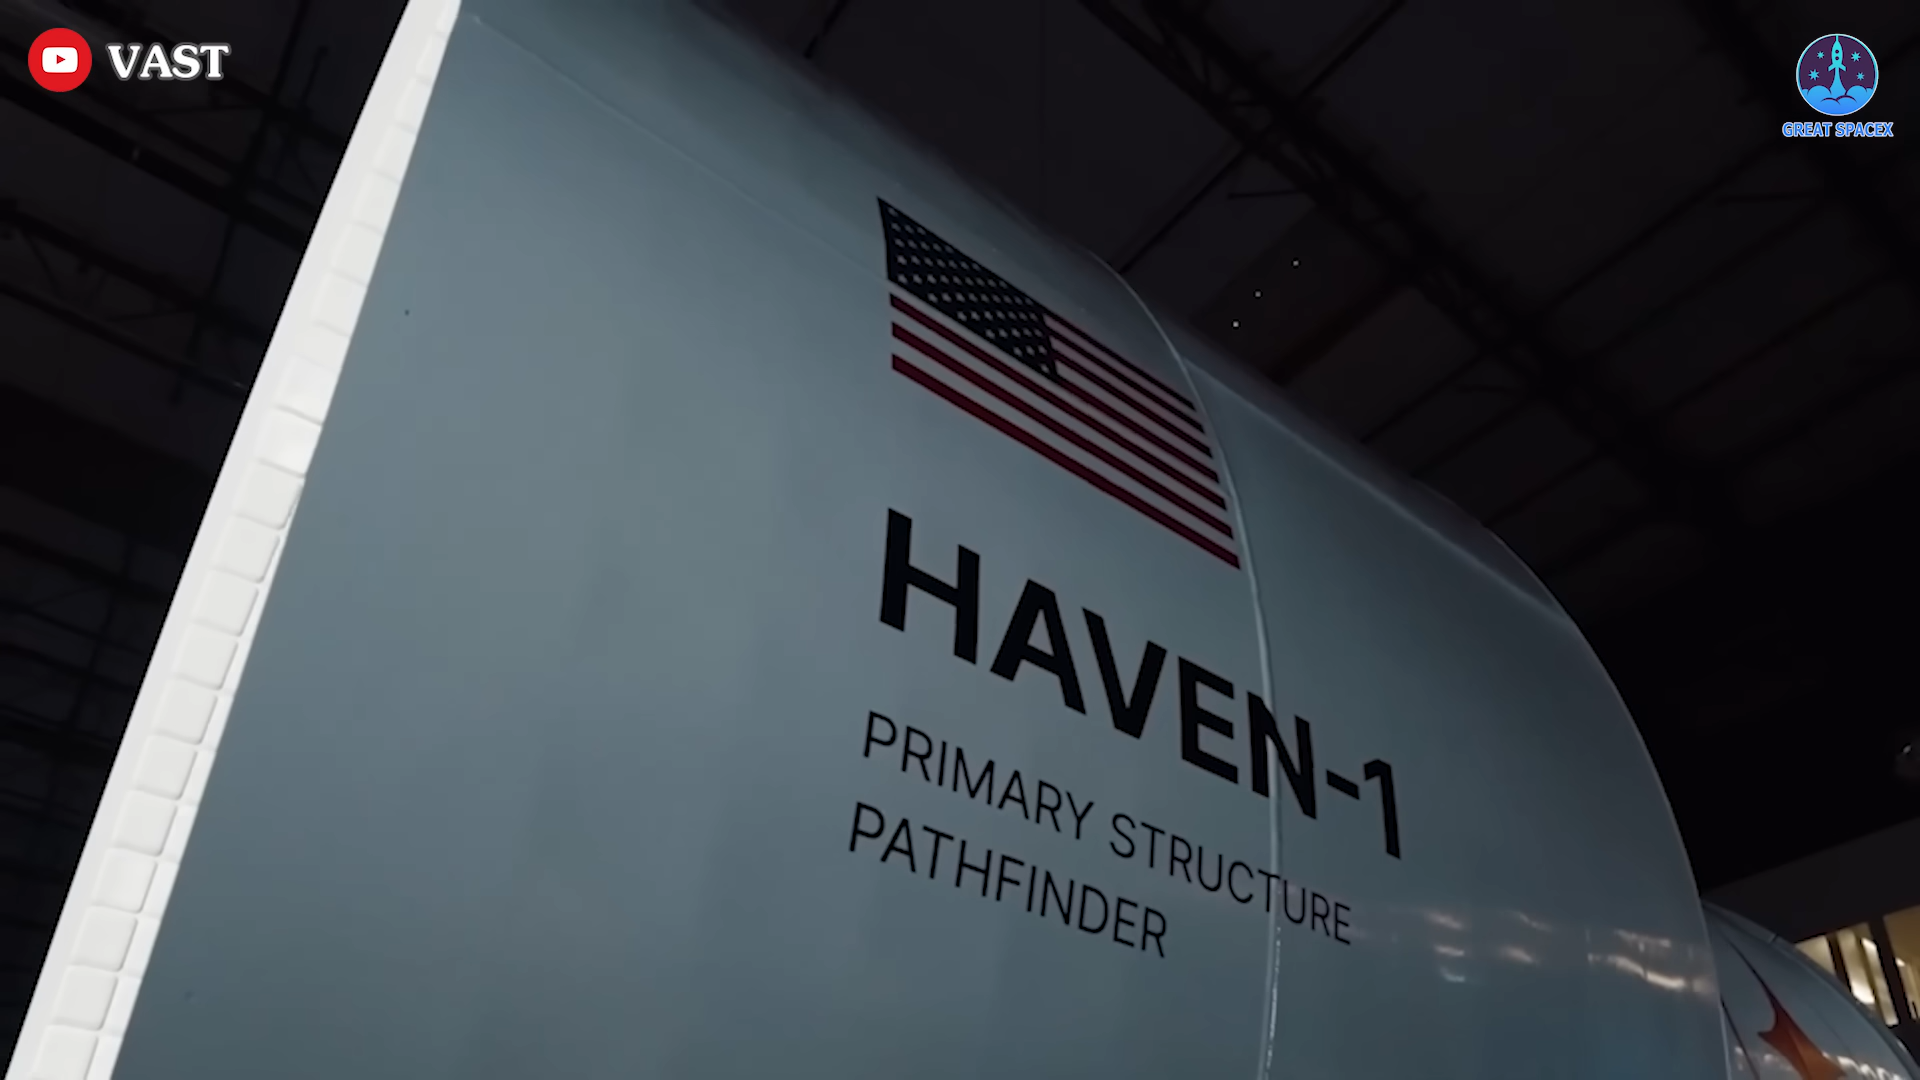 VAST
GREAT SPACEX
HAVEN-1
PRIMARY STRUCTURE
PATHFINDER